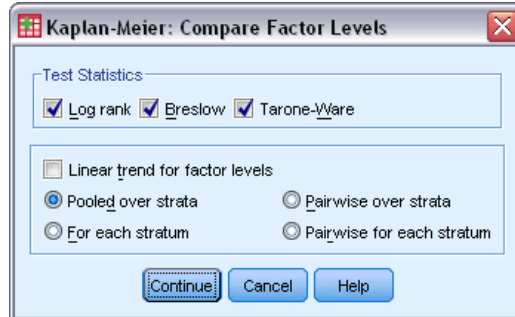 Kaplan-Meier: Compare Factor Levels
Test Statistics
Log rank Breslow Tarone-Ware
Linear trend for factor levels
Pooled over strata Pairwise over strata
For each stratum Pairwise for each stratum
Continue Cancel Help